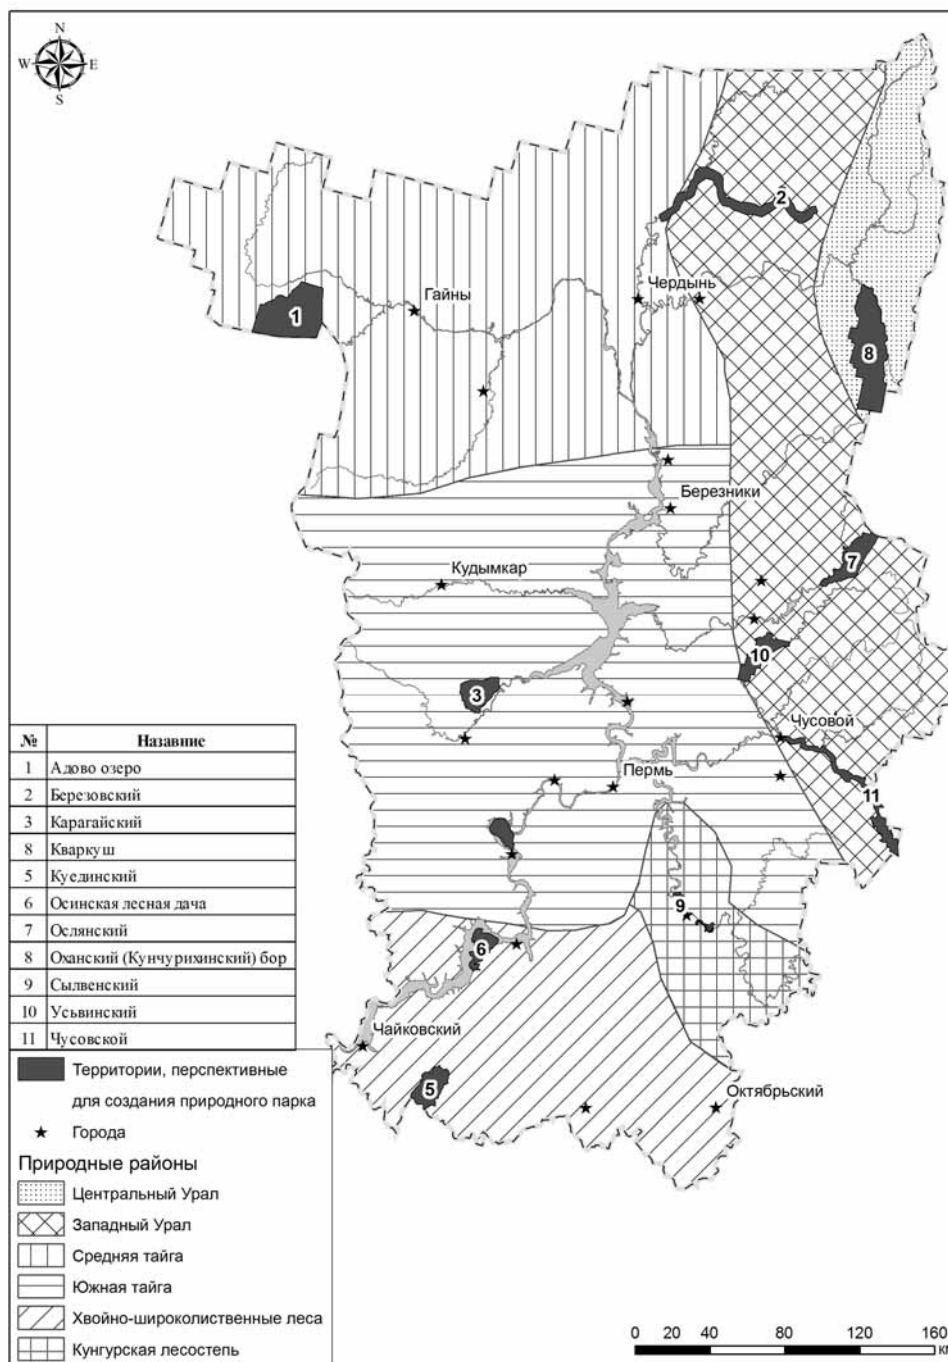 N
W E
S
2
Чердынь
Гайны
1
8
Березники
7
Кудымкар
10
3
Чусовой
Пермь
11
9
6
Чайковский
5
Октябрьский
№ Назавние
1 Адово озеро
2 Березовский
3 Карагайский
8 Кваркуш
5 Куединский
6 Осинская лесная дача
7 Ослянский
8 Оханский (Кунчурихинский) бор
9 Сылвенский
10 Усьвинский
11 Чусовской
Территории, перспективные
для создания природного парка
Города
Природные районы
Центральный Урал
Западный Урал
Средняя тайга
Южная тайга
Хвойно-широколиственные леса
Кунгурская лесостепь
0 20 40 80 120 160